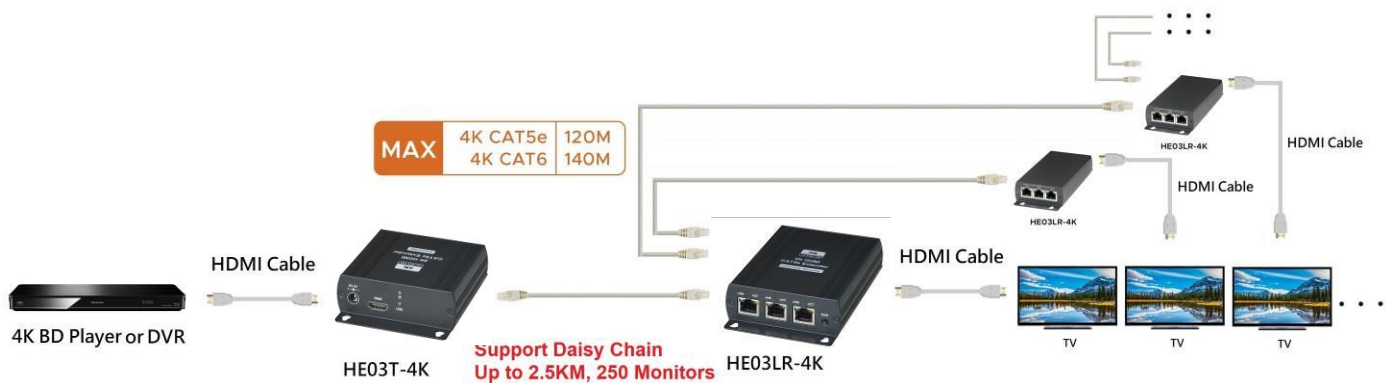 MAX
4K CAT5e 120M
4K CAT6 140M
HE03LR-4K
HDMI Cable
HE03LR-4K
HDMI Cable
HDMI Cable
HDMI Cable
4K BD Player or DVR
HE03T-4K
Support Daisy Chain
Up to 2.5KM, 250 Monitors
HE03LR-4K
TV
TV
TV